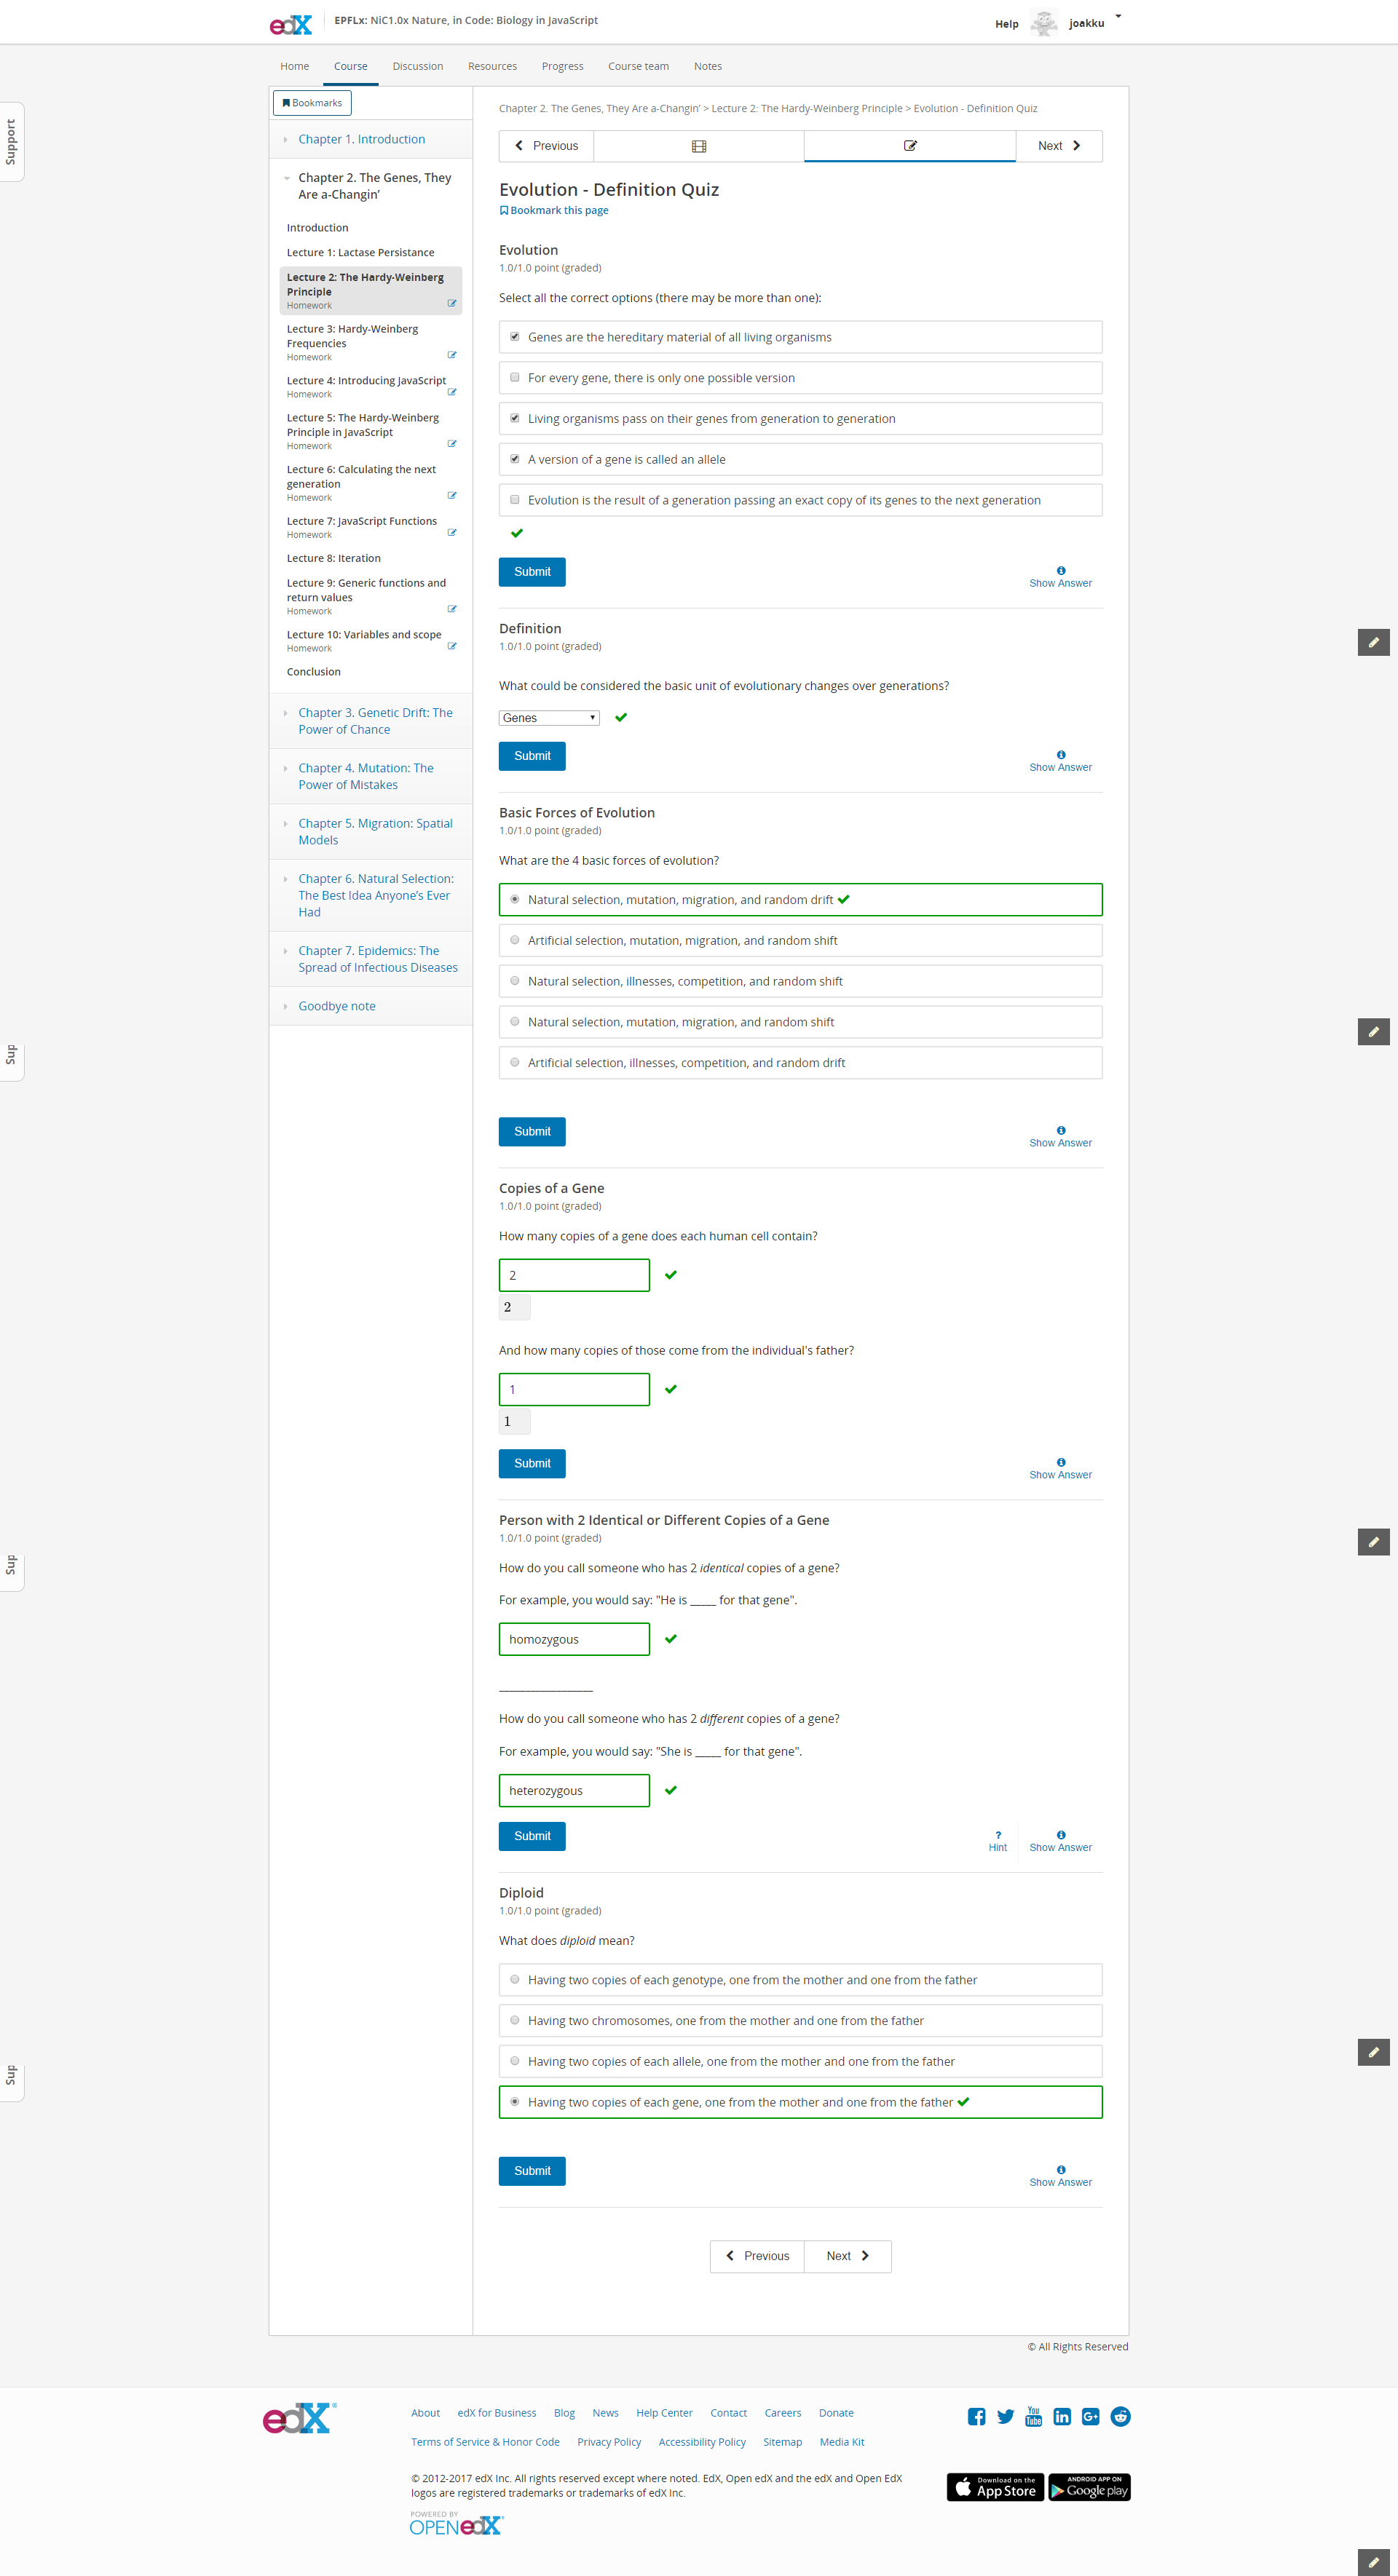 edX
EPFLx: NiC1.0x Nature, in Code: Biology in JavaScript
Help
joakku
Home Course Discussion Resources Progress Course team Notes
Support
Bookmarks
Chapter 1. Introduction
Chapter 2. The Genes, They
Are a-Changin’
Introduction
Lecture 1: Lactase Persistance
Lecture 2: The Hardy-Weinberg
Principle
Homework
Lecture 3: Hardy-Weinberg
Frequencies
Homework
Lecture 4: Introducing JavaScript
Homework
Lecture 5: The Hardy-Weinberg
Principle in JavaScript
Homework
Lecture 6: Calculating the next
generation
Homework
Lecture 7: JavaScript Functions
Homework
Lecture 8: Iteration
Lecture 9: Generic functions and
return values
Homework
Lecture 10: Variables and scope
Homework
Conclusion
Chapter 3. Genetic Drift: The
Power of Chance
Chapter 4. Mutation: The
Power of Mistakes
Chapter 5. Migration: Spatial
Models
Chapter 6. Natural Selection:
The Best Idea Anyone’s Ever
Had
Chapter 7. Epidemics: The
Spread of Infectious Diseases
Goodbye note
Sup
Sup
Sup
Chapter 2. The Genes, They Are a-Changin’ > Lecture 2: The Hardy-Weinberg Principle > Evolution - Definition Quiz
Previous
Next
Evolution - Definition Quiz
Bookmark this page
Evolution
1.0/1.0 point (graded)
Select all the correct options (there may be more than one):
Genes are the hereditary material of all living organisms
For every gene, there is only one possible version
Living organisms pass on their genes from generation to generation
A version of a gene is called an allele
Evolution is the result of a generation passing an exact copy of its genes to the next generation
Submit
Show Answer
Definition
1.0/1.0 point (graded)
What could be considered the basic unit of evolutionary changes over generations?
Genes
Submit
Show Answer
Basic Forces of Evolution
1.0/1.0 point (graded)
What are the 4 basic forces of evolution?
Natural selection, mutation, migration, and random drift
Artificial selection, mutation, migration, and random shift
Natural selection, illnesses, competition, and random shift
Natural selection, mutation, migration, and random shift
Artificial selection, illnesses, competition, and random drift
Submit
Show Answer
Copies of a Gene
1.0/1.0 point (graded)
How many copies of a gene does each human cell contain?
2
2
And how many copies of those come from the individual's father?
1
1
Submit
Show Answer
Person with 2 Identical or Different Copies of a Gene
1.0/1.0 point (graded)
How do you call someone who has 2 identical copies of a gene?
For example, you would say: "He is _____ for that gene".
homozygous
__________________
How do you call someone who has 2 different copies of a gene?
For example, you would say: "She is _____ for that gene".
heterozygous
Submit
? Hint
Show Answer
Diploid
1.0/1.0 point (graded)
What does diploid mean?
Having two copies of each genotype, one from the mother and one from the father
Having two chromosomes, one from the mother and one from the father
Having two copies of each allele, one from the mother and one from the father
Having two copies of each gene, one from the mother and one from the father
Submit
Show Answer
Previous
Next
© All Rights Reserved
edX®
About edX for Business Blog News Help Center Contact Careers Donate
Terms of Service & Honor Code Privacy Policy Accessibility Policy Sitemap Media Kit
You Tube in G+
© 2012-2017 edX Inc. All rights reserved except where noted. EdX, Open edX and the edX and Open EdX
logos are registered trademarks or trademarks of edX Inc.
Download on the
App Store
ANDROID APP ON
Google play
POWERED BY
OPEN edX